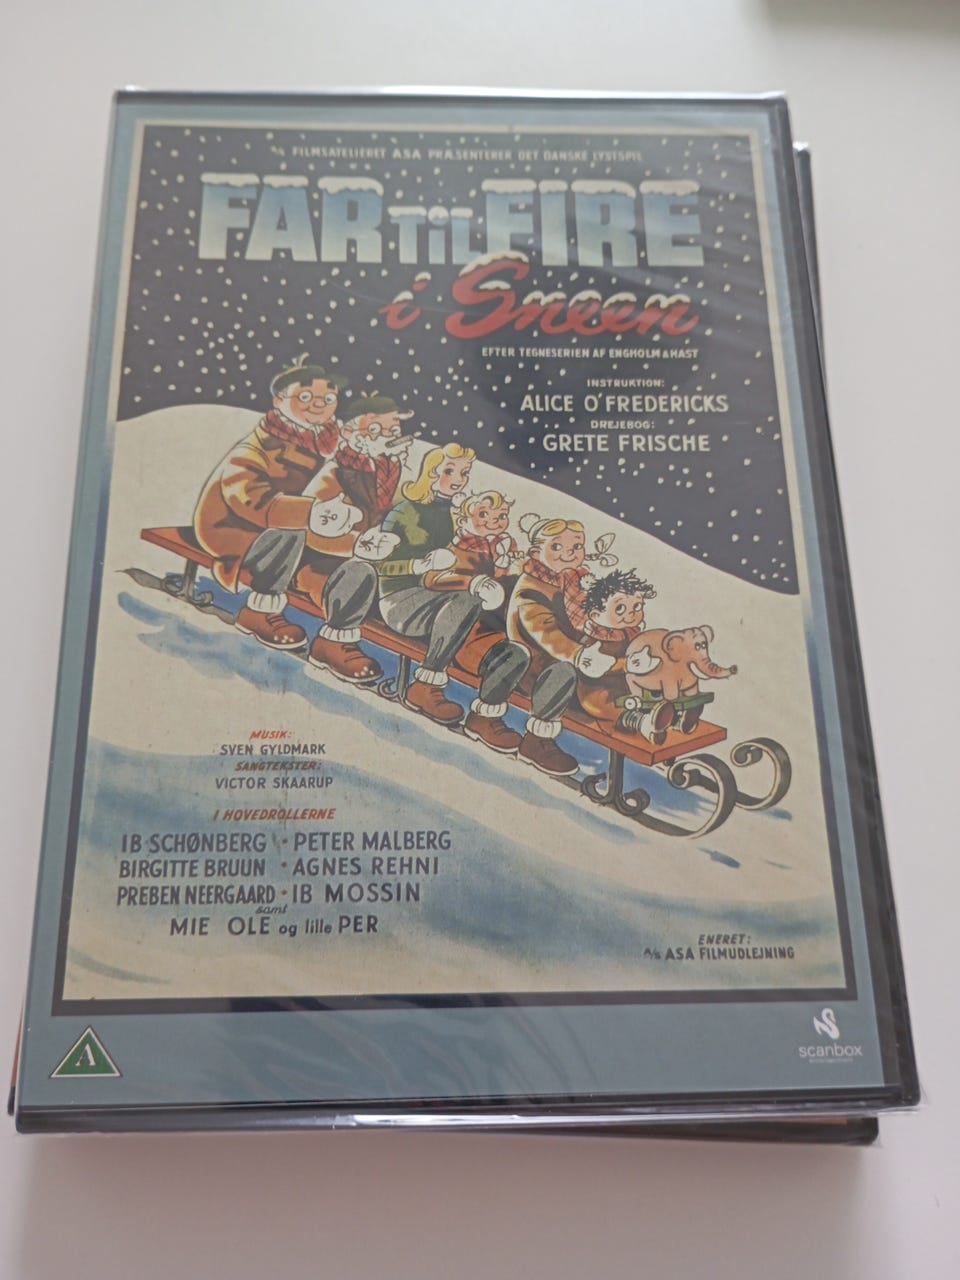 A/S FILMSATELIERET ASA PRÆSENTERER DET DANSKE LYSTSPIL
FAR TIL FIRE
i Sneen
EFTER TEGNESERIEN AF ENGHOLM & HAST
INSTRUKTION:
ALICE O'FREDERICKS
DREJEBOG:
GRETE FRISCHE
MUSIK:
SVEN GYLDMARK
SANGTEKSTER:
VICTOR SKAARUP
I HOVEDROLLERNE
IB SCHØNBERG • PETER MALBERG
BIRGITTE BRUUN • AGNES REHNI
PREBEN NEERGAARD • IB MOSSIN
samt
MIE OLE og lille PER
ENERET:
A/S ASA FILMUDLEJNING
A
scanbox
entertainment